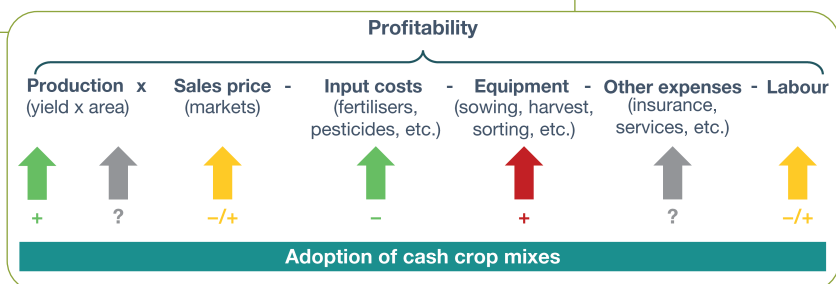 Profitability
Production x Sales price - Input costs - Equipment - Other expenses - Labour
(yield x area) (markets) (fertilisers, (sowing, harvest, (insurance,
pesticides, etc.) sorting, etc.) services, etc.)
+ ? −/+ − + ? −/+
Adoption of cash crop mixes